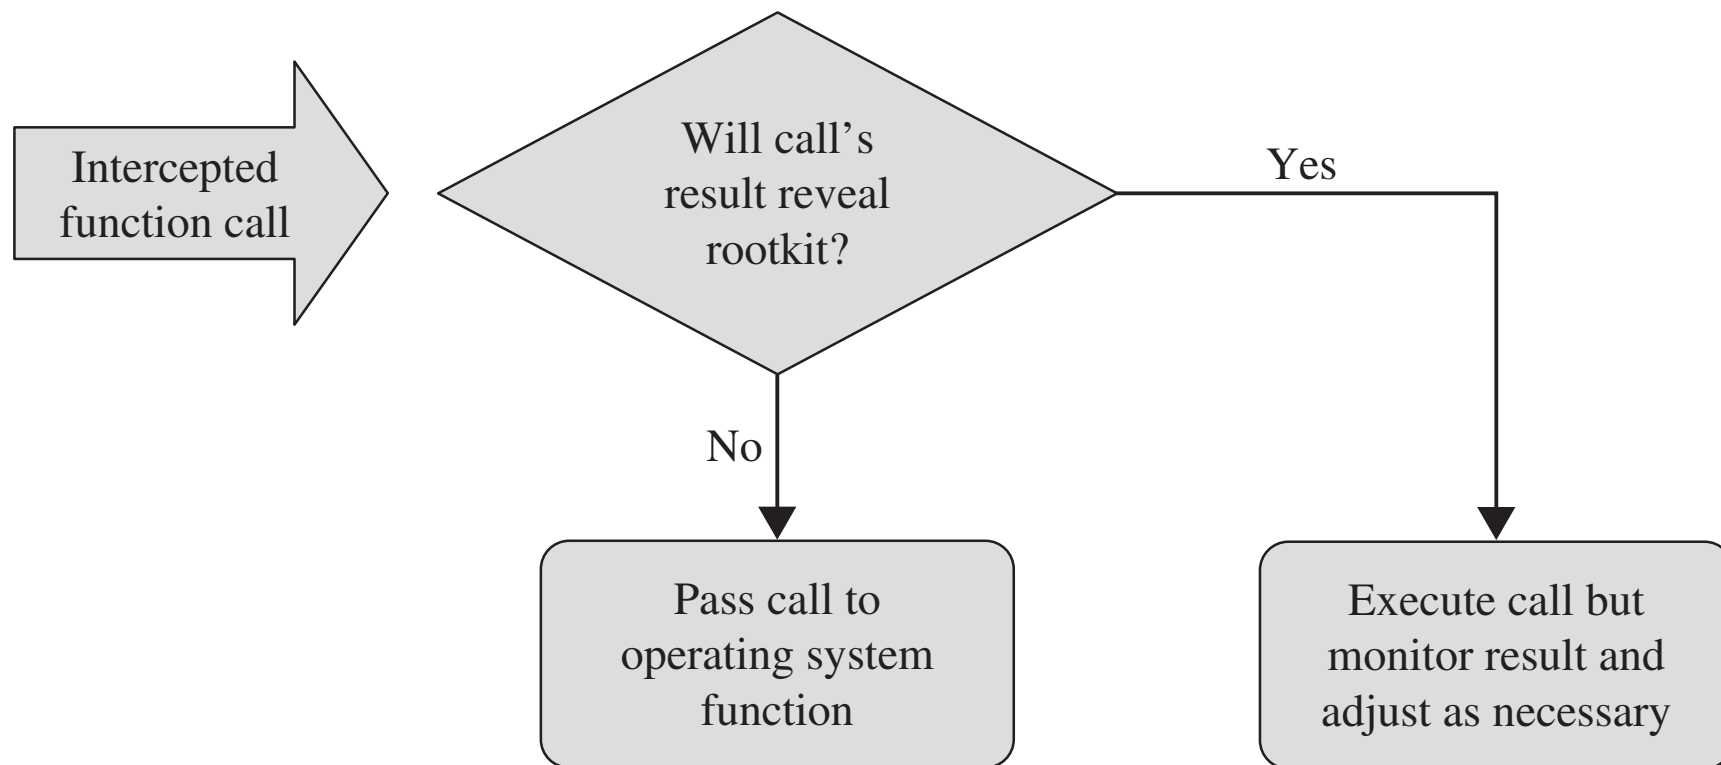 Intercepted
function call
Will call’s
result reveal
rootkit?
Yes
No
Pass call to
operating system
function
Execute call but
monitor result and
adjust as necessary